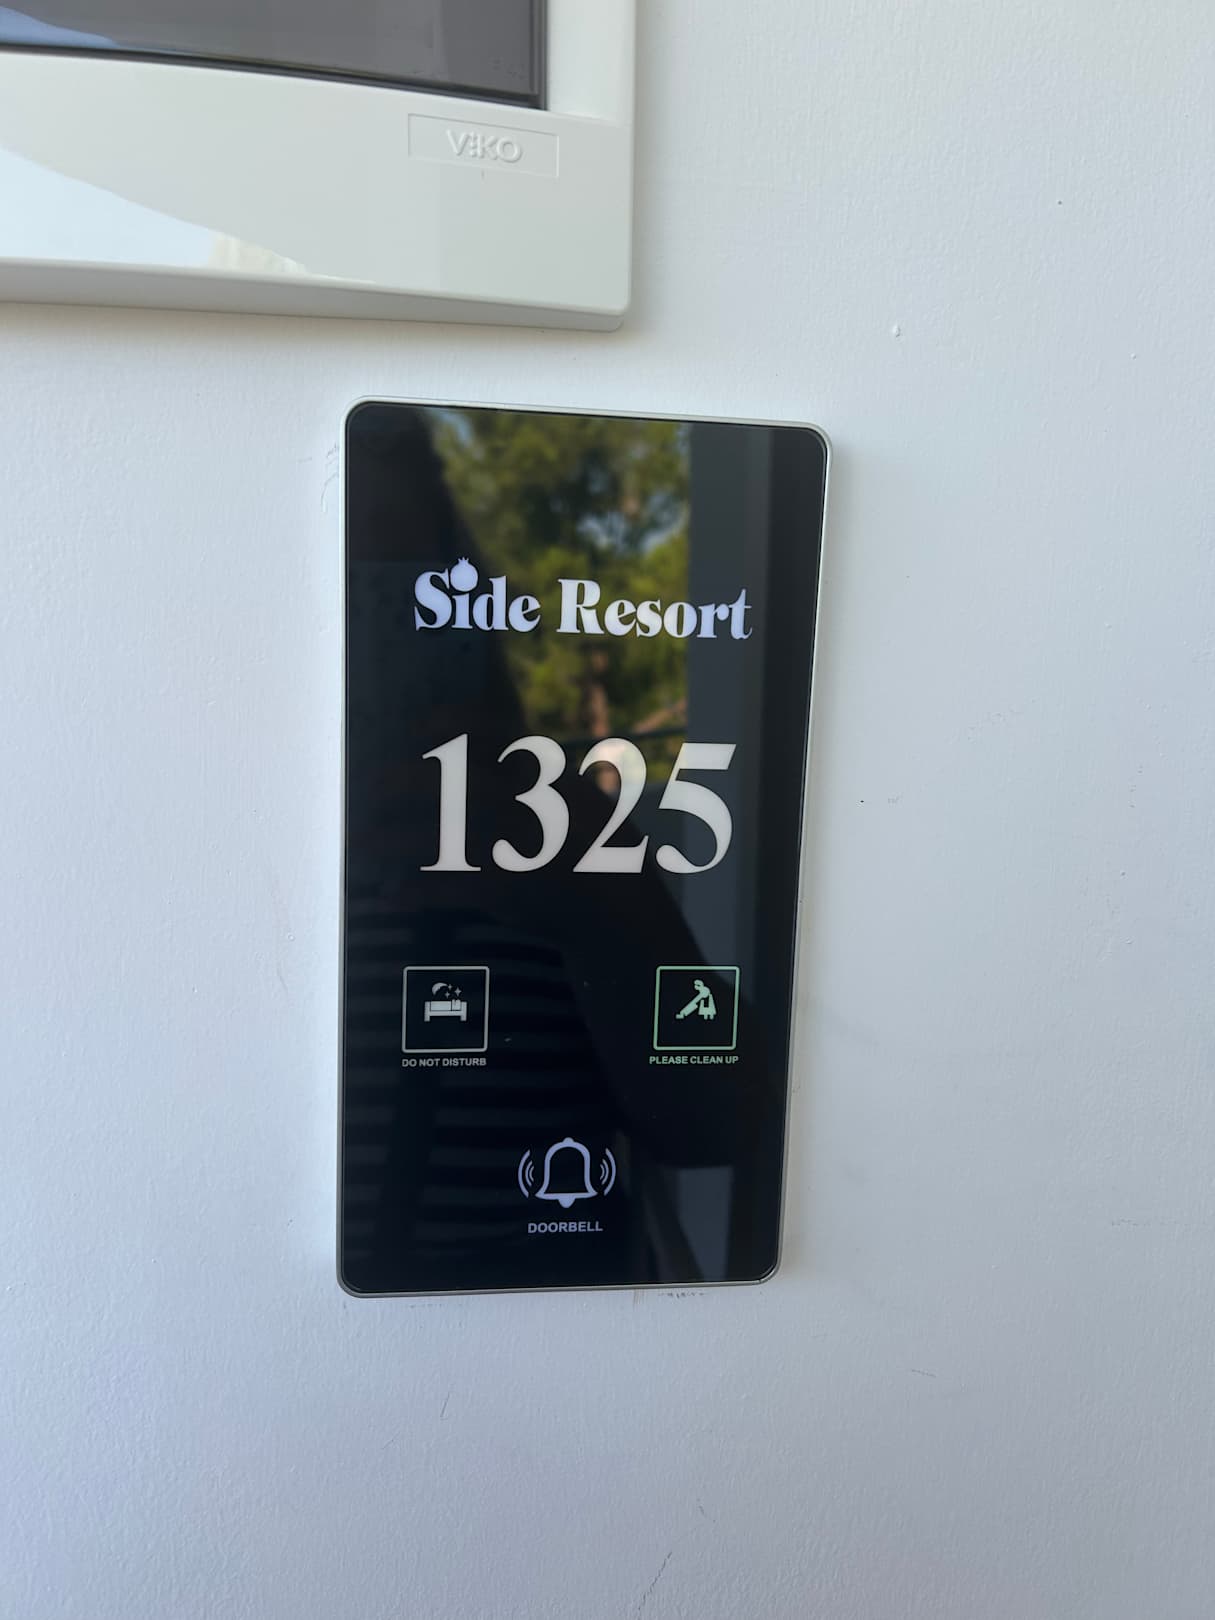 ViKO
Side Resort
1325
DO NOT DISTURB
PLEASE CLEAN UP
DOORBELL